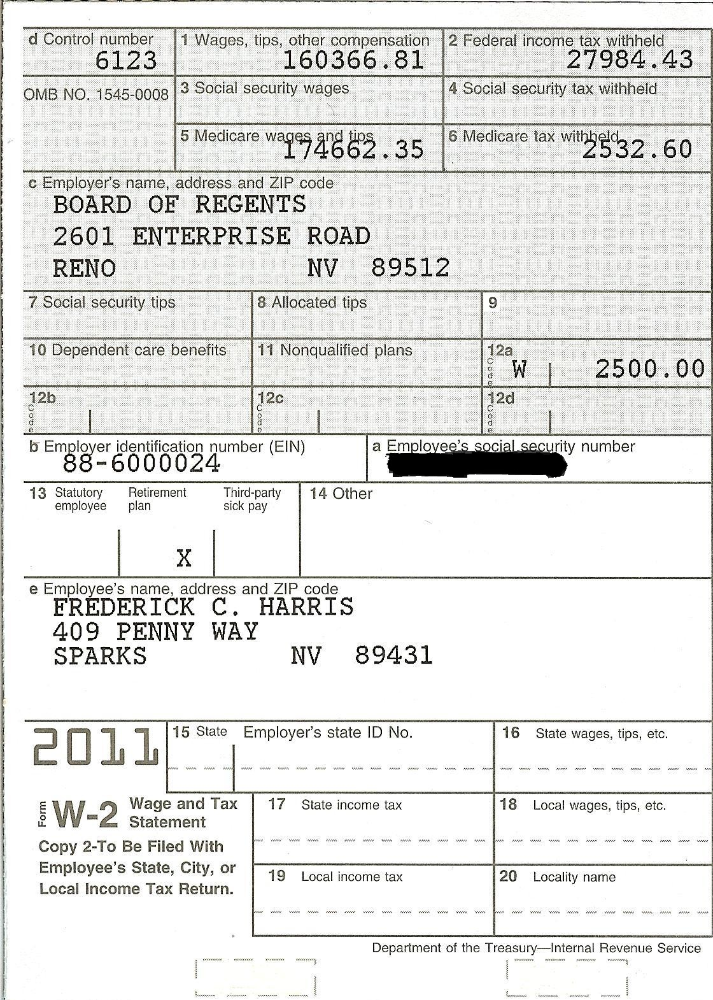 d Control number
6123
1 Wages, tips, other compensation
160366.81
2 Federal income tax withheld
27984.43
OMB NO. 1545-0008
3 Social security wages
4 Social security tax withheld
5 Medicare wages and tips
174662.35
6 Medicare tax withheld
2532.60
c Employer's name, address and ZIP code
BOARD OF REGENTS
2601 ENTERPRISE ROAD
RENO NV 89512
7 Social security tips
8 Allocated tips
9
10 Dependent care benefits
11 Nonqualified plans
12a
Code
W 2500.00
12b
Code
12c
Code
12d
Code
b Employer identification number (EIN)
88-6000024
a Employee's social security number
13 Statutory employee
Retirement plan
X
Third-party sick pay
14 Other
e Employee's name, address and ZIP code
FREDERICK C. HARRIS
409 PENNY WAY
SPARKS NV 89431
2011
15 State
Employer's state ID No.
16 State wages, tips, etc.
Form W-2 Wage and Tax Statement
17 State income tax
18 Local wages, tips, etc.
Copy 2-To Be Filed With
Employee's State, City, or
Local Income Tax Return.
19 Local income tax
20 Locality name
Department of the Treasury—Internal Revenue Service